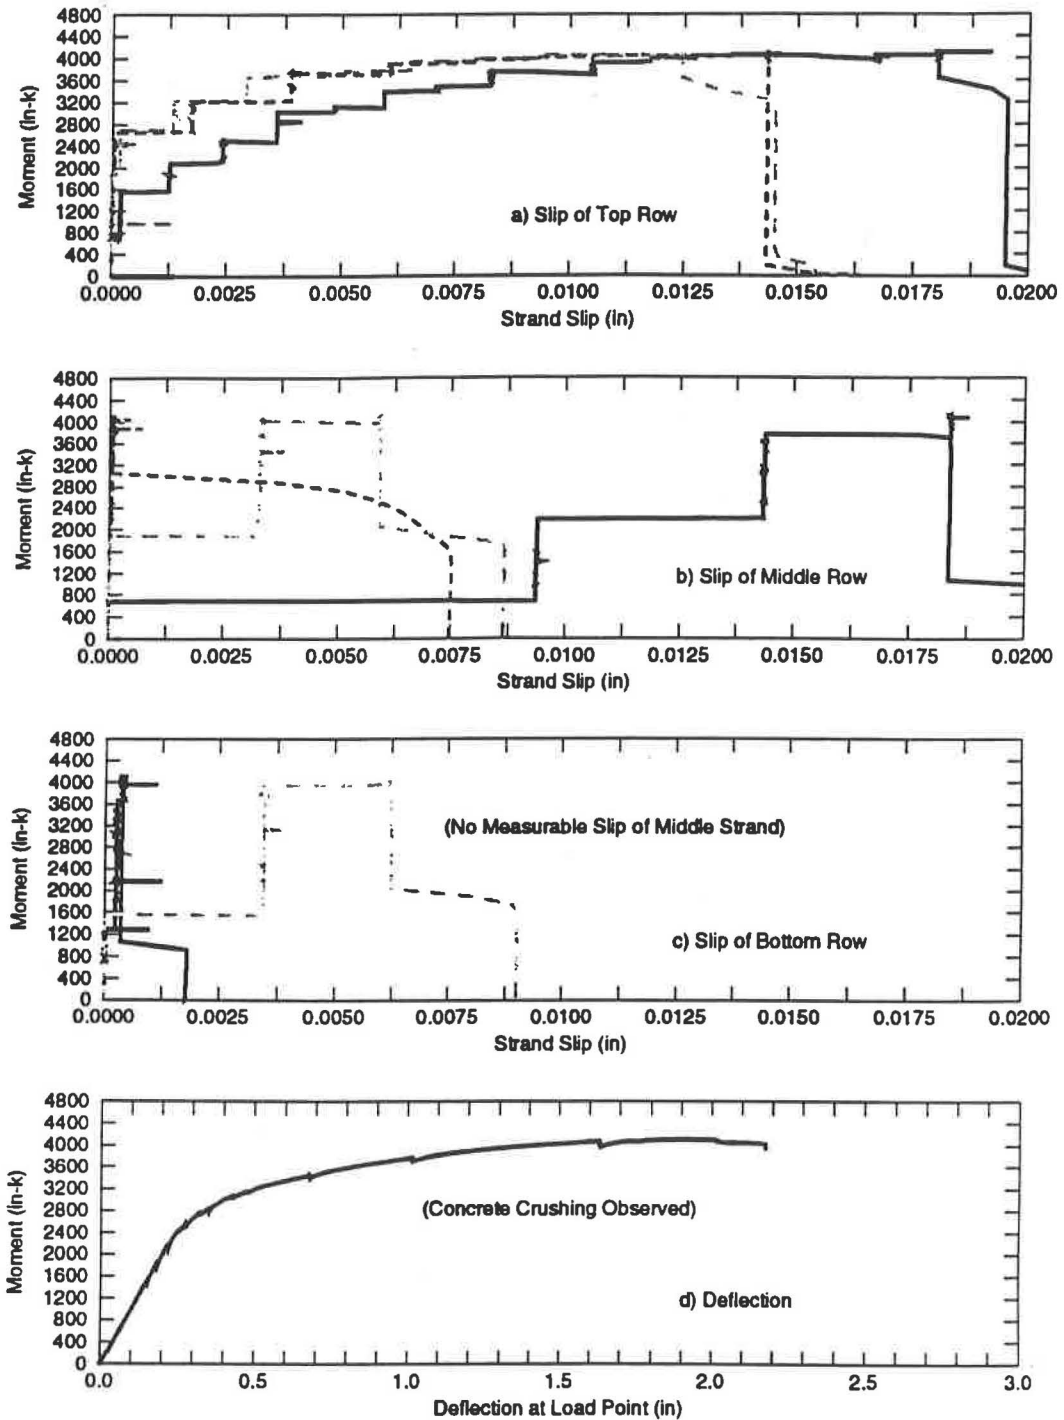 4800
4400
4000
3600
3200
2800
2400
2000
1600
1200
800
400
0
Moment (in-k)
a) Slip of Top Row
0.0000 0.0025 0.0050 0.0075 0.0100 0.0125 0.0150 0.0175 0.0200
Strand Slip (in)
4800
4400
4000
3600
3200
2800
2400
2000
1600
1200
800
400
0
Moment (in-k)
b) Slip of Middle Row
0.0000 0.0025 0.0050 0.0075 0.0100 0.0125 0.0150 0.0175 0.0200
Strand Slip (in)
4800
4400
4000
3600
3200
2800
2400
2000
1600
1200
800
400
0
Moment (in-k)
(No Measurable Slip of Middle Strand)
c) Slip of Bottom Row
0.0000 0.0025 0.0050 0.0075 0.0100 0.0125 0.0150 0.0175 0.0200
Strand Slip (in)
4800
4400
4000
3600
3200
2800
2400
2000
1600
1200
800
400
0
Moment (in-k)
(Concrete Crushing Observed)
d) Deflection
0.0 0.5 1.0 1.5 2.0 2.5 3.0
Deflection at Load Point (in)